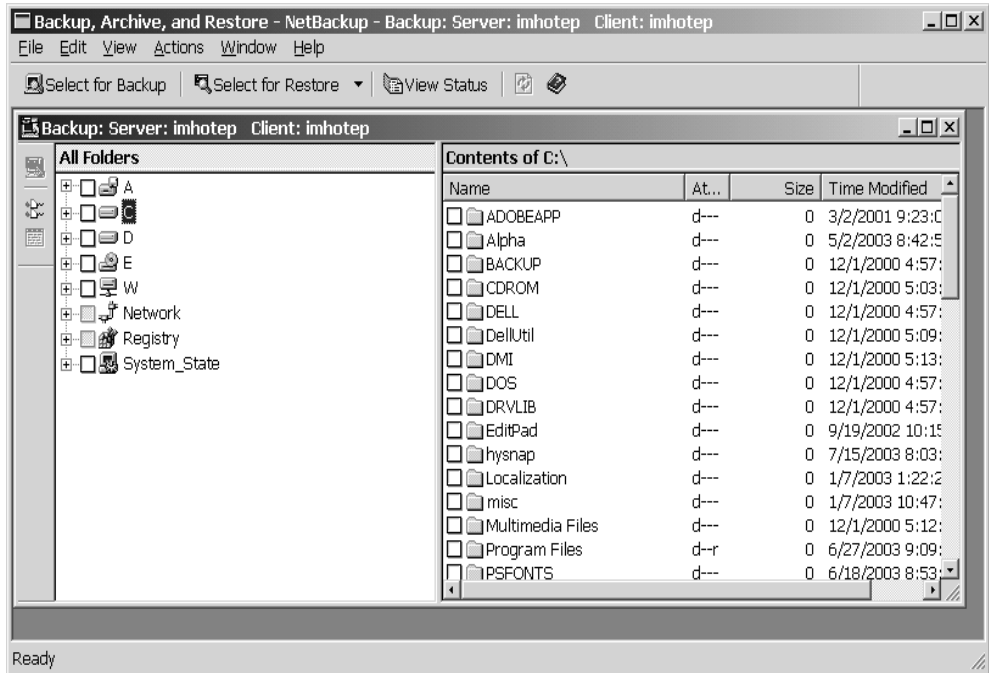 Backup, Archive, and Restore - NetBackup - Backup: Server: imhotep   Client: imhotep
File   Edit   View   Actions   Window   Help
Select for Backup   Select for Restore   View Status
Backup: Server: imhotep   Client: imhotep
All Folders
A
C
D
E
W
Network
Registry
System_State
Contents of C:\
Name   At...   Size   Time Modified
ADOBEAPP   d---   0   3/2/2001 9:23:
Alpha   d---   0   5/2/2003 8:42:5
BACKUP   d---   0   12/1/2000 4:57:
CDROM   d---   0   12/1/2000 5:03:
DELL   d---   0   12/1/2000 4:57:
DellUtil   d---   0   12/1/2000 5:09:
DMI   d---   0   12/1/2000 5:13:
DOS   d---   0   12/1/2000 4:57:
DRVLIB   d---   0   12/1/2000 4:57:
EditPad   d---   0   9/19/2002 10:15
hysnap   d---   0   7/15/2003 8:03:
Localization   d---   0   1/7/2003 1:22:2
misc   d---   0   1/7/2003 10:47:
Multimedia Files   d---   0   12/1/2000 5:12:
Program Files   d--r   0   6/27/2003 9:09:
PSFONTS   d---   0   6/18/2003 8:53:
Ready